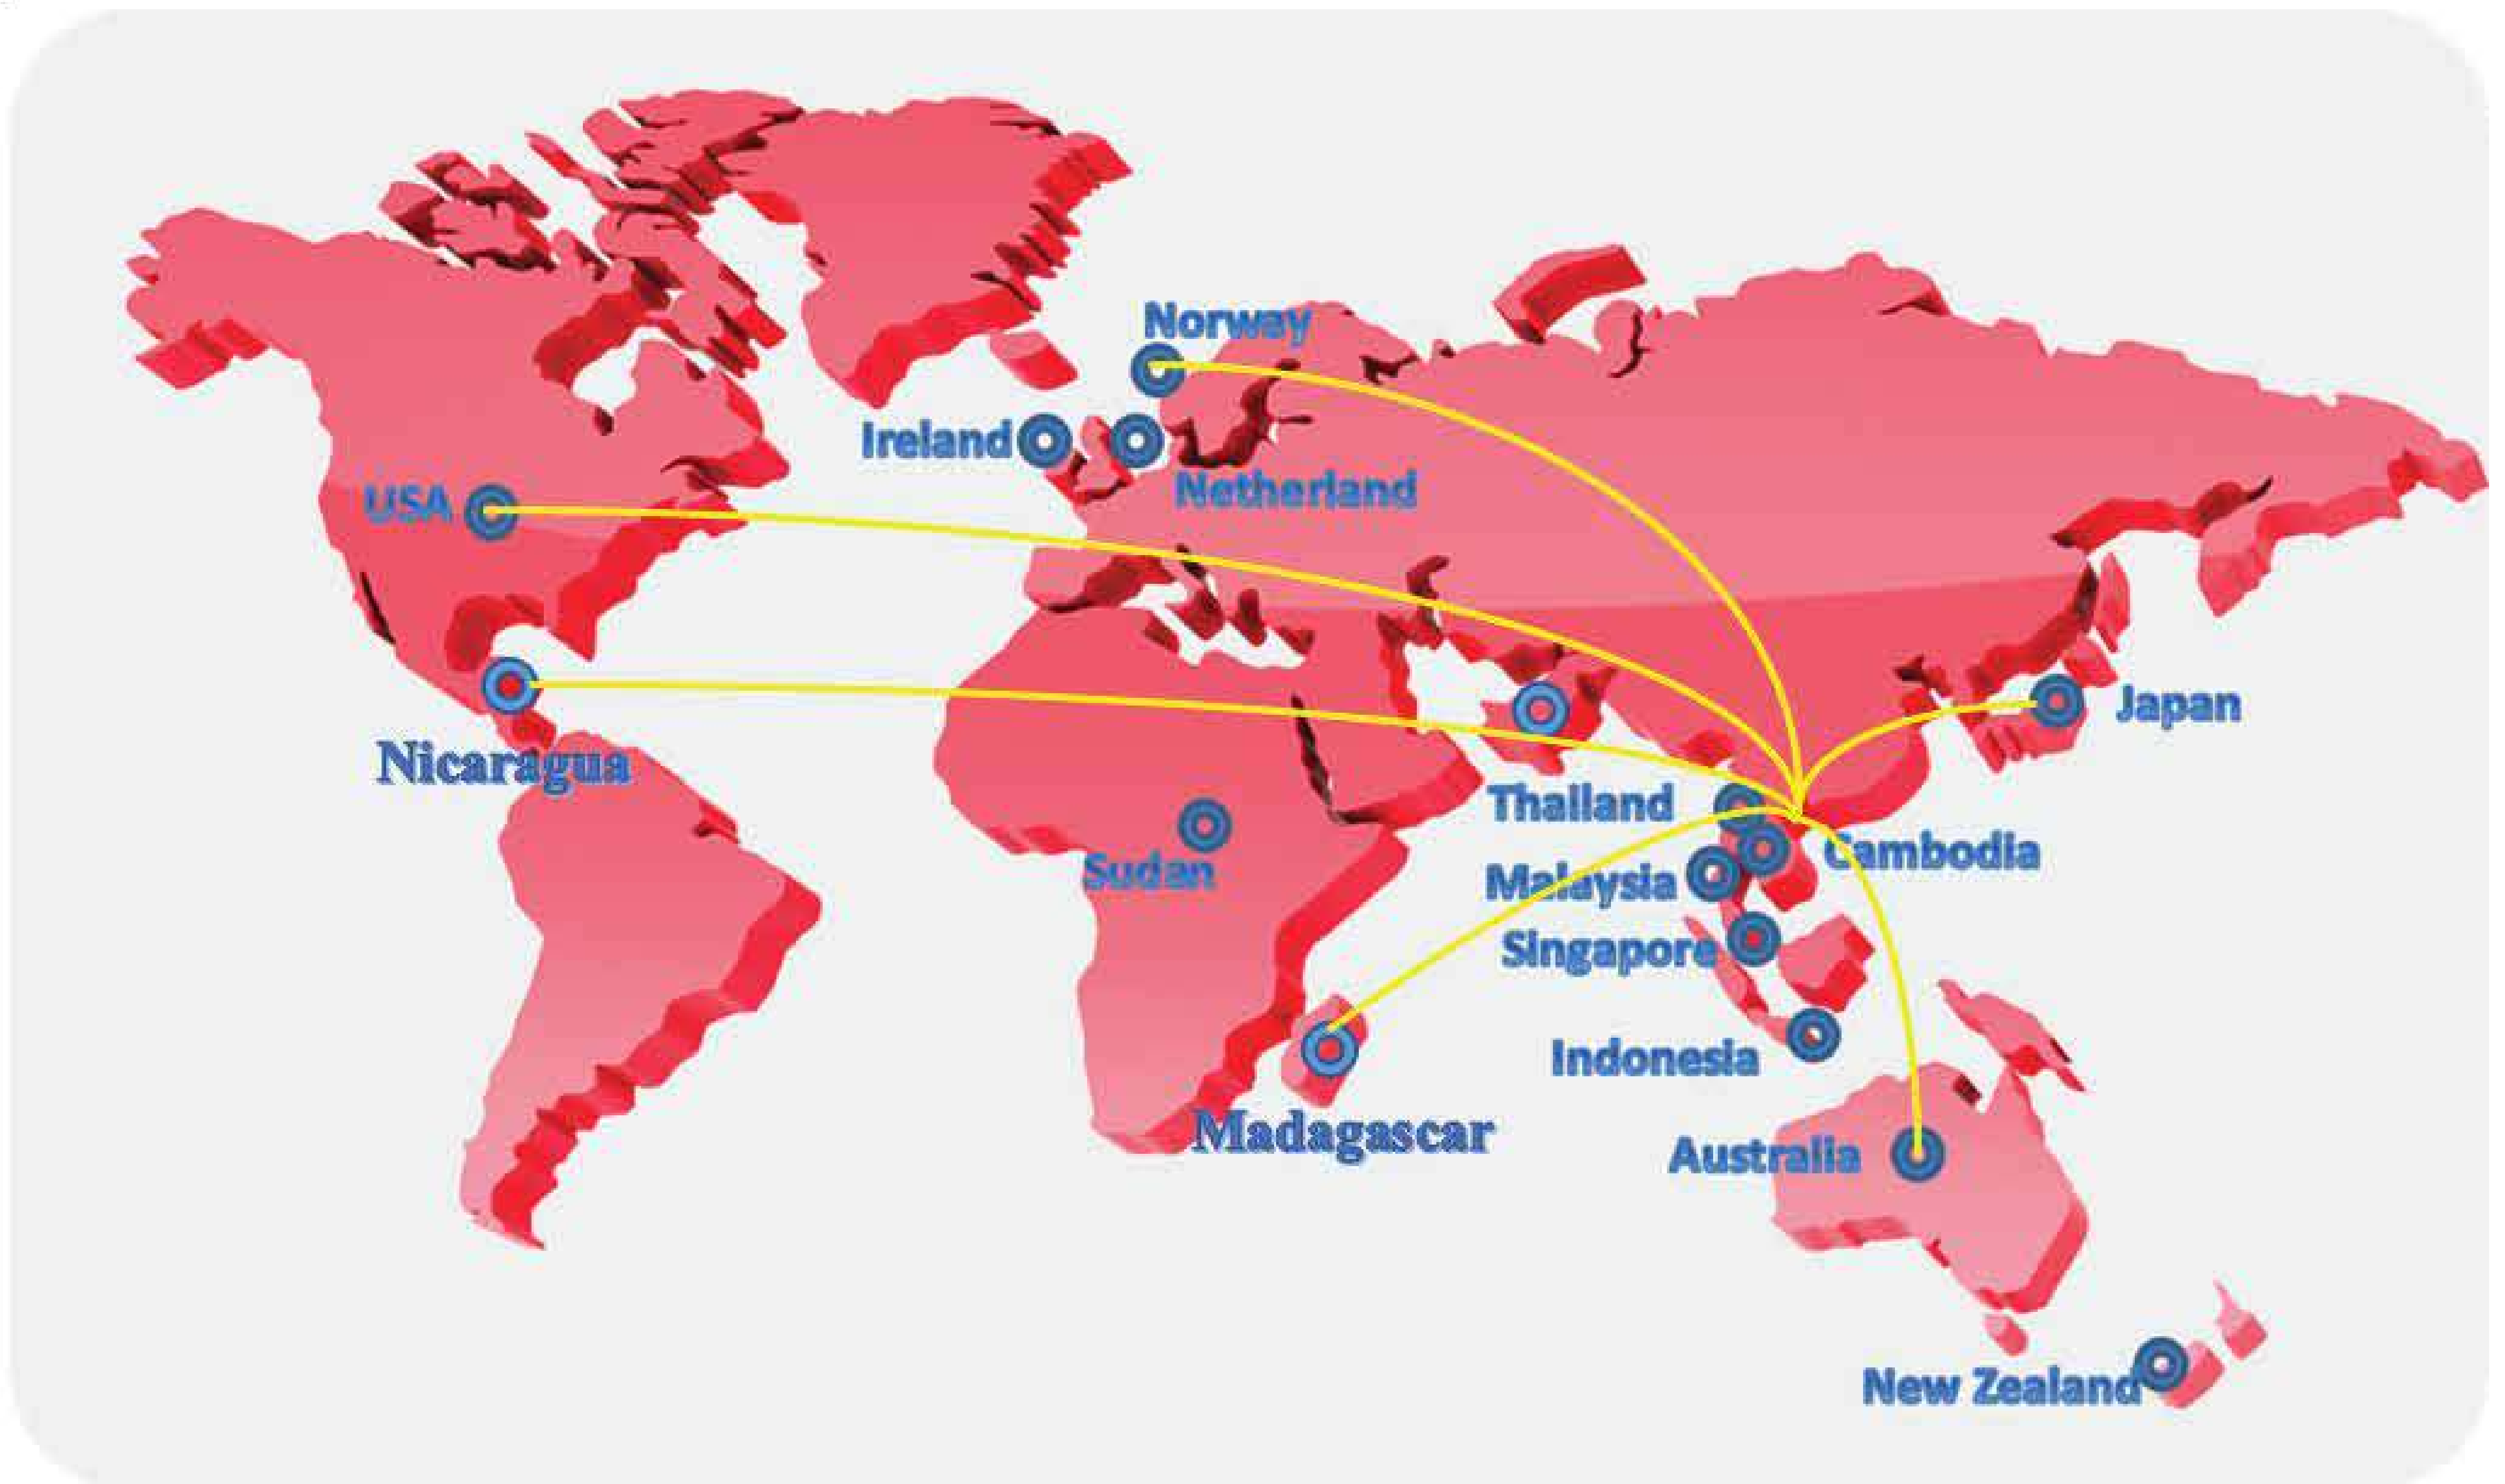 Norway
Ireland
Netherland
USA
Nicaragua
Japan
Thailand
Cambodia
Sudan
Malaysia
Singapore
Indonesia
Madagascar
Australia
New Zealand